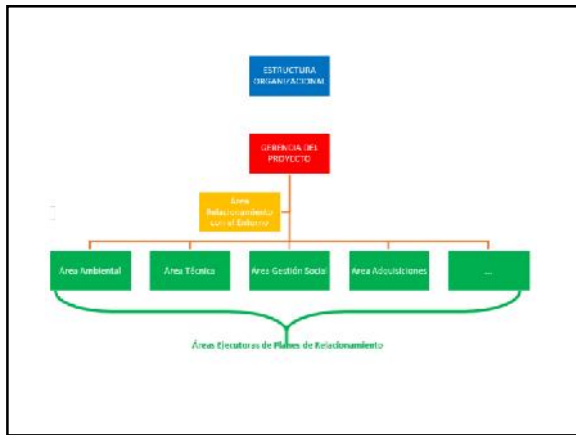 ESTRUCTURA
ORGANIZACIONAL
GERENCIA DEL
PROYECTO
Área
Relacionamiento
con el Entorno
Área Ambiental
Área Técnica
Área Gestión Social
Área Adquisiciones
...
Áreas Ejecutoras de Planes de Relacionamiento